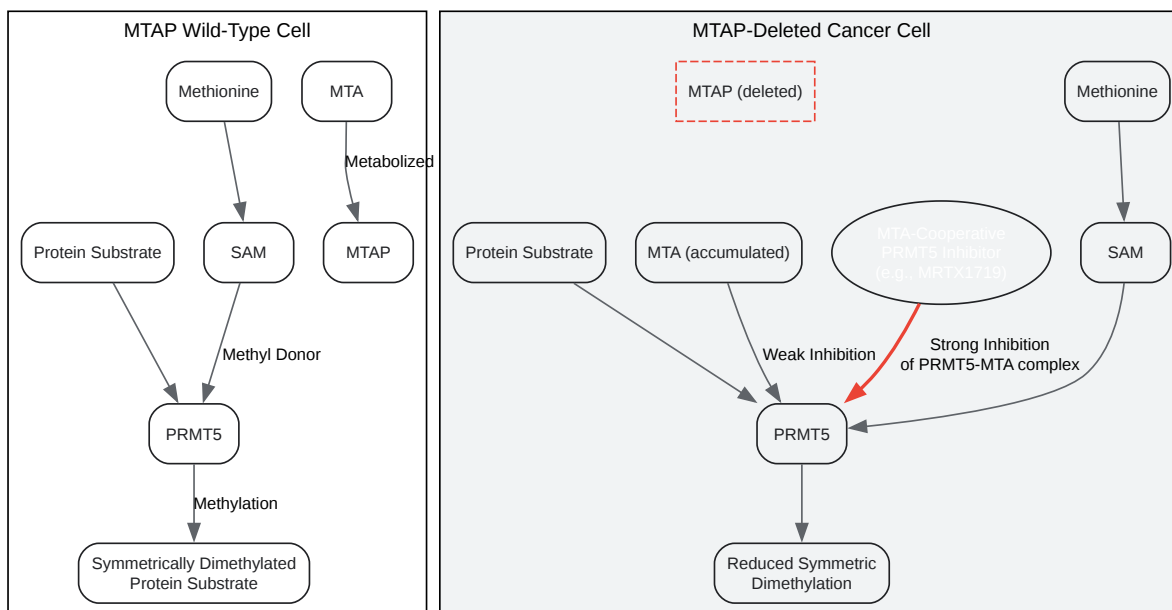 MTAP Wild-Type Cell
Methionine
MTA
Metabolized
Protein Substrate
SAM
MTAP
Methyl Donor
PRMT5
Methylation
Symmetrically Dimethylated
Protein Substrate
MTAP-Deleted Cancer Cell
MTAP (deleted)
Methionine
Protein Substrate
MTA (accumulated)
MTA-Cooperative
PRMT5 Inhibitor
(e.g., MRTX1719)
SAM
Weak Inhibition
Strong Inhibition
of PRMT5-MTA complex
PRMT5
Reduced Symmetric
Dimethylation